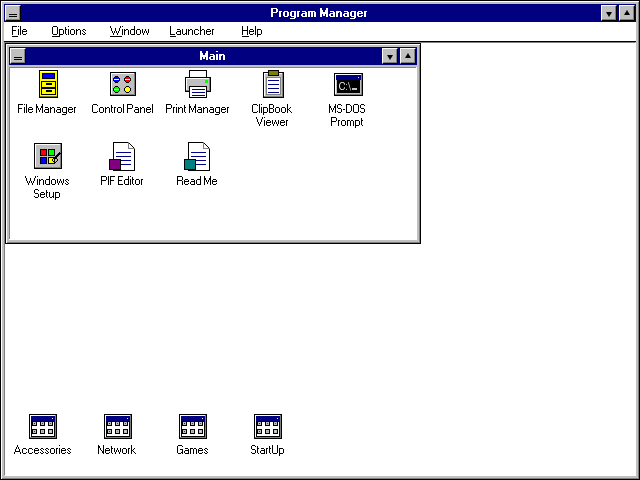 Program Manager
File Options Window Launcher Help
Main
File Manager Control Panel Print Manager ClipBook Viewer MS-DOS Prompt
C:\_
Windows Setup PIF Editor Read Me
Accessories Network Games StartUp